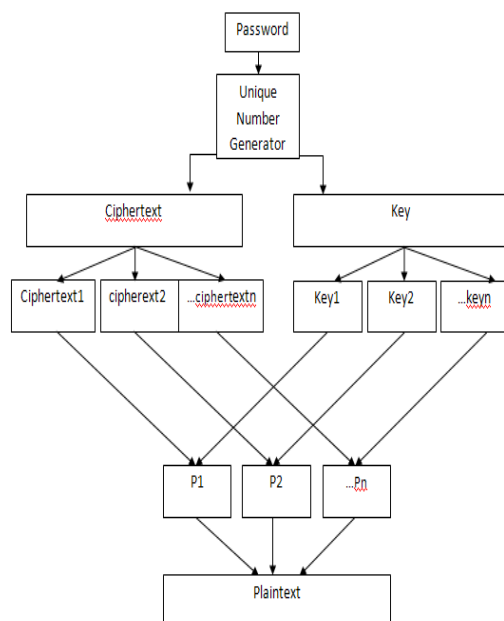 Password
Unique
Number
Generator
Ciphertext
Key
Ciphertext1
cipherext2
...ciphertextn
Key1
Key2
...keyn
P1
P2
...Pn
Plaintext